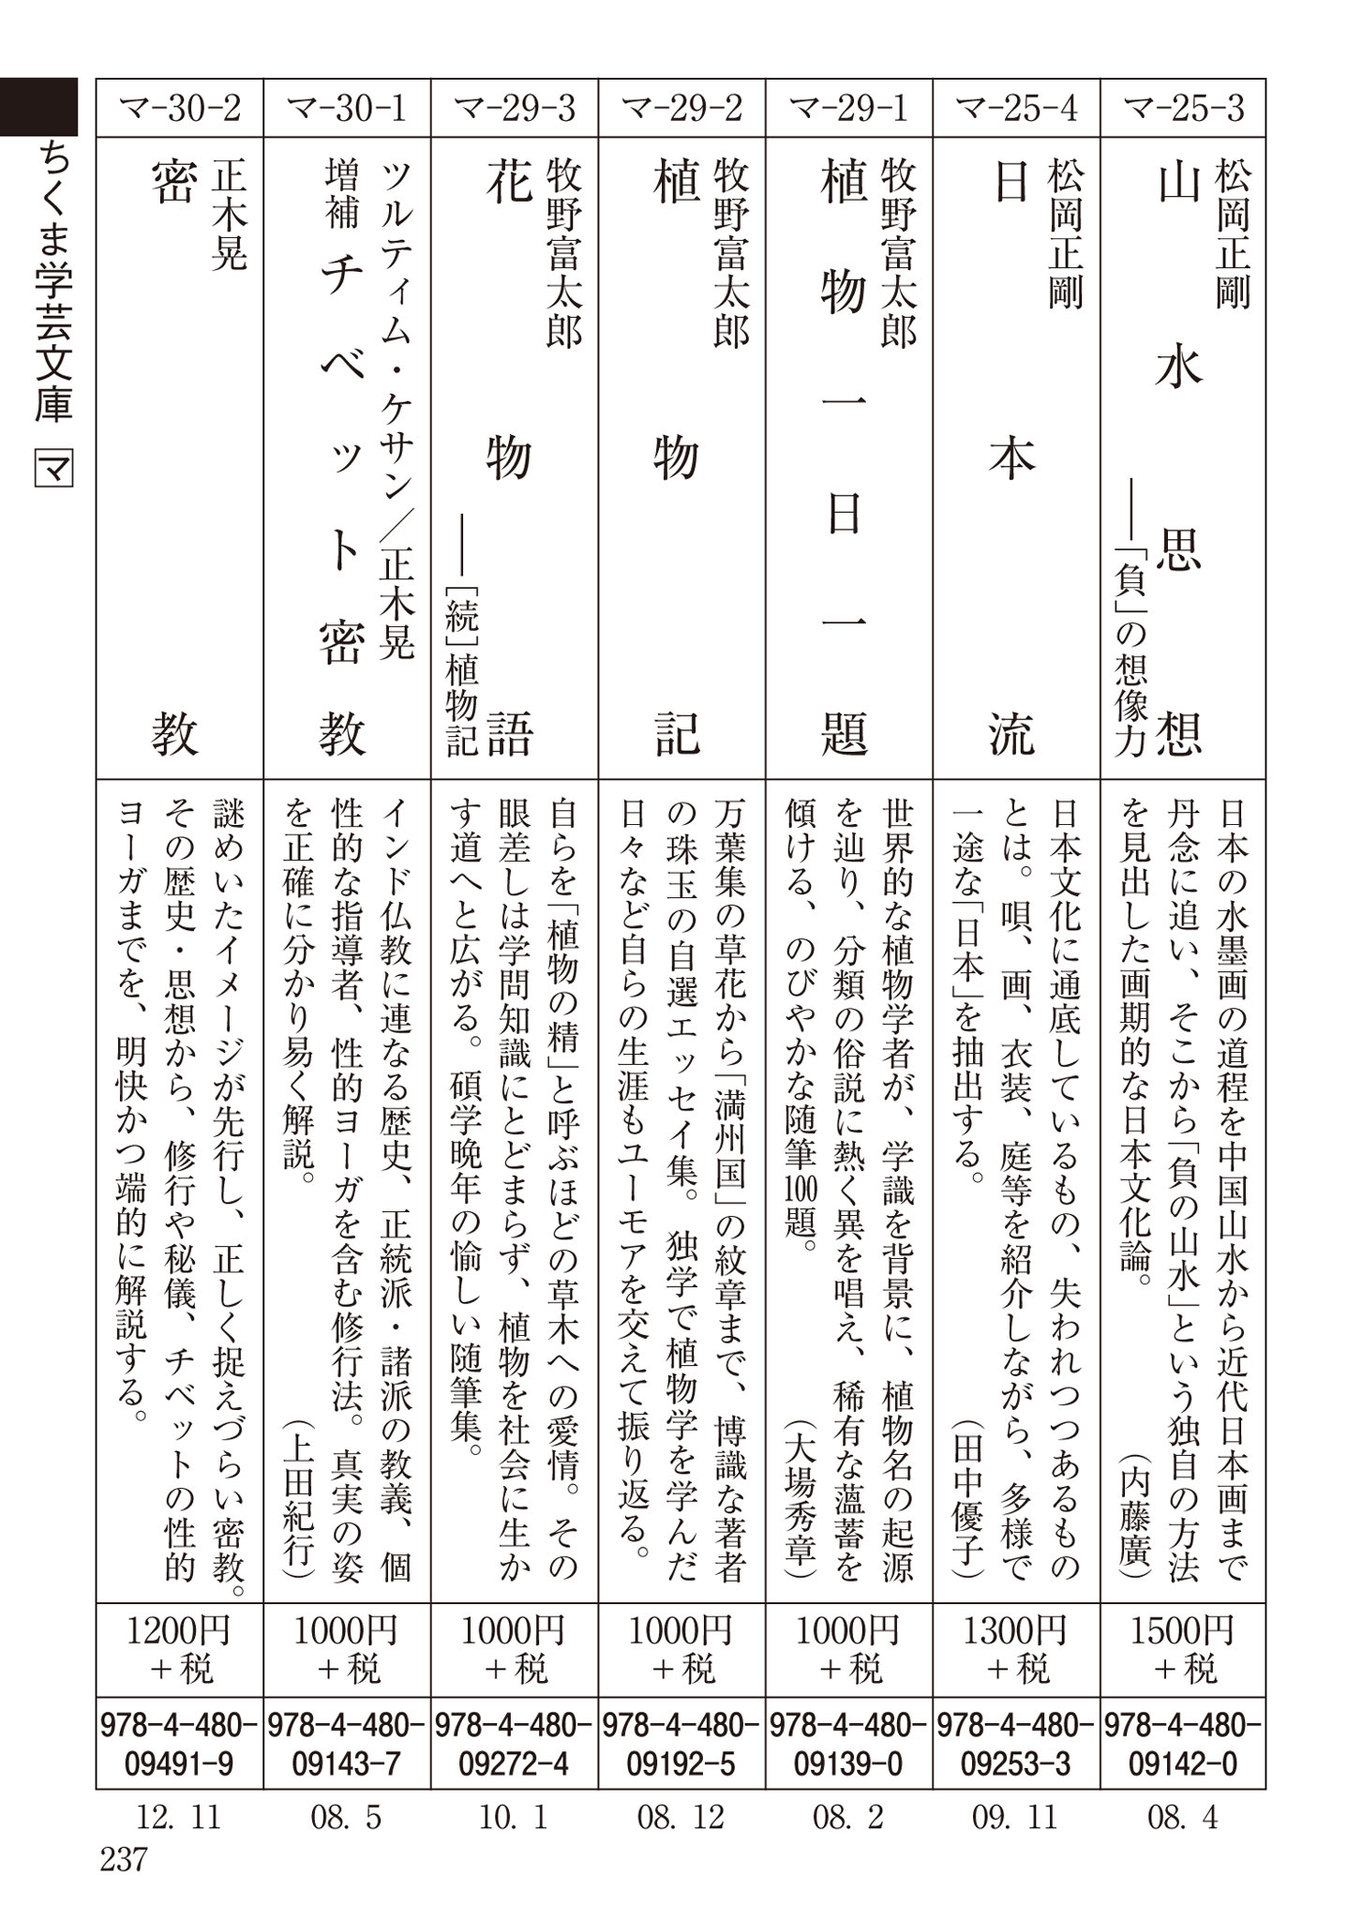 マ-25-3
松岡正剛
山水思想
――「負」の想像力
日本の水墨画の道程を中国山水から近代日本画まで
丹念に追い、そこから「負の山水」という独自の方法
を見出した画期的な日本文化論。（内藤廣）
1500円
+税
978-4-480-
09142-0
08. 4
マ-25-4
松岡正剛
日本流
日本文化に通底しているもの、失われつつあるもの
とは。唄、画、衣装、庭等を紹介しながら、多様で
一途な「日本」を抽出する。（田中優子）
1300円
+税
978-4-480-
09253-3
09. 11
マ-29-1
牧野富太郎
植物一日一題
世界的な植物学者が、学識を背景に、植物名の起源
を辿り、分類の俗説に熱く異を唱え、稀有な薀蓄を
傾ける、のびやかな随筆100題。（大場秀章）
1000円
+税
978-4-480-
09139-0
08. 2
マ-29-2
牧野富太郎
植物記
万葉集の草花から「満州国」の紋章まで、博識な著者
の珠玉の自選エッセイ集。独学で植物学を学んだ
日々など自らの生涯もユーモアを交えて振り返る。
1000円
+税
978-4-480-
09192-5
08. 12
マ-29-3
牧野富太郎
花物語
――［続］植物記
自らを「植物の精」と呼ぶほどの草木への愛情。その
眼差しは学問知識にとどまらず、植物を社会に生か
す道へと広がる。碩学晩年の愉しい随筆集。
1000円
+税
978-4-480-
09272-4
10. 1
マ-30-1
ツルティム・ケサン／正木晃
増補 チベット密教
インド仏教に連なる歴史、正統派・諸派の教義、個
性的な指導者、性的ヨーガを含む修行法。真実の姿
を正確に分かり易く解説。（上田紀行）
1000円
+税
978-4-480-
09143-7
08. 5
マ-30-2
正木晃
密教
謎めいたイメージが先行し、正しく捉えづらい密教。
その歴史・思想から、修行や秘儀、チベットの性的
ヨーガまでを、明快かつ端的に解説する。
1200円
+税
978-4-480-
09491-9
12. 11
ちくま学芸文庫 マ
237